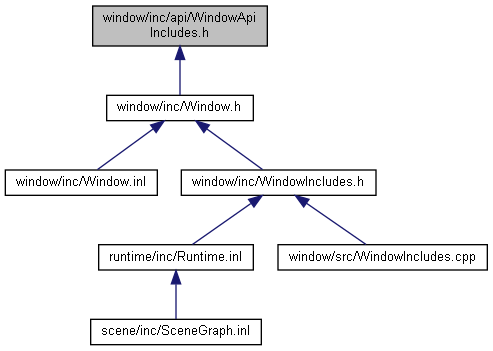 window/inc/api/WindowApi
Includes.h
window/inc/Window.h
window/inc/Window.inl
window/inc/WindowIncludes.h
runtime/inc/Runtime.inl
window/src/WindowIncludes.cpp
scene/inc/SceneGraph.inl